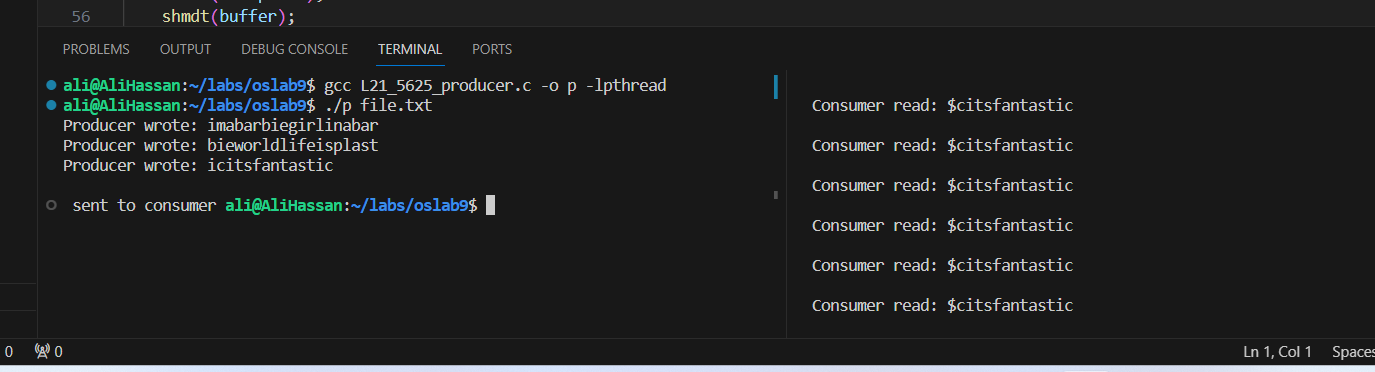 56 shmdt(buffer);
PROBLEMS OUTPUT DEBUG CONSOLE TERMINAL PORTS
ali@AliHassan:~/labs/oslab9$ gcc L21_5625_producer.c -o p -lpthread
ali@AliHassan:~/labs/oslab9$ ./p file.txt
Producer wrote: imabarbiegirlinabar
Producer wrote: bieworldlifeisplast
Producer wrote: icitsfantastic
sent to consumer ali@AliHassan:~/labs/oslab9$
Consumer read: $citsfantastic
Consumer read: $citsfantastic
Consumer read: $citsfantastic
Consumer read: $citsfantastic
Consumer read: $citsfantastic
Consumer read: $citsfantastic
0 0 Ln 1, Col 1 Spaces